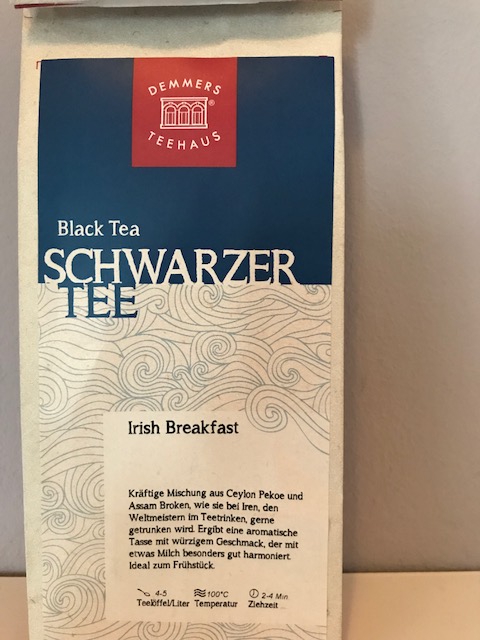 DEMMERS
®
TEEHAUS
Black Tea
SCHWARZER
TEE
Irish Breakfast
Kräftige Mischung aus Ceylon Pekoe und
Assam Broken, wie sie bei Iren, den
Weltmeistern im Teetrinken, gerne
getrunken wird. Ergibt eine aromatische
Tasse mit würzigem Geschmack, der mit
etwas Milch besonders gut harmoniert.
Ideal zum Frühstück.
4-5 100°C 2-4 Min.
Teelöffel/Liter Temperatur Ziehzeit